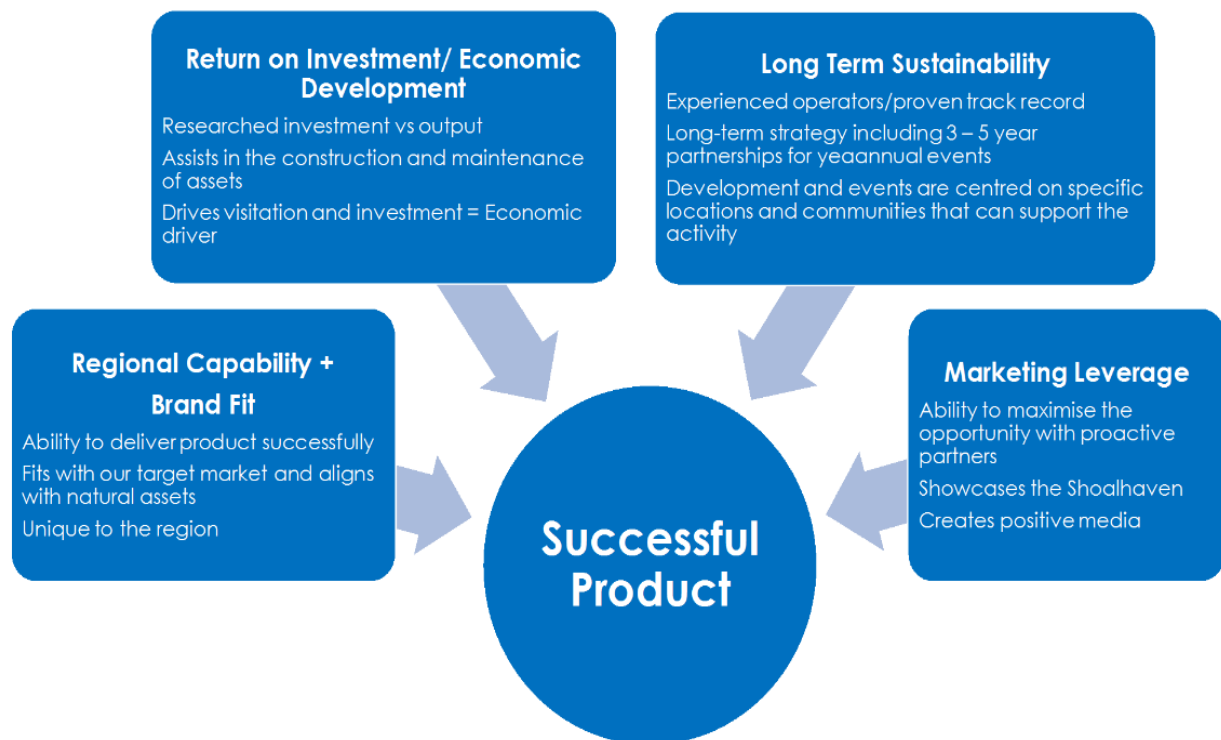 Return on Investment/ Economic
Development
Researched investment vs output
Assists in the construction and maintenance
of assets
Drives visitation and investment = Economic
driver
Long Term Sustainability
Experienced operators/proven track record
Long-term strategy including 3 – 5 year
partnerships for yeaannual events
Development and events are centred on specific
locations and communities that can support the
activity
Regional Capability +
Brand Fit
Ability to deliver product successfully
Fits with our target market and aligns
with natural assets
Unique to the region
Marketing Leverage
Ability to maximise the
opportunity with proactive
partners
Showcases the Shoalhaven
Creates positive media
Successful
Product